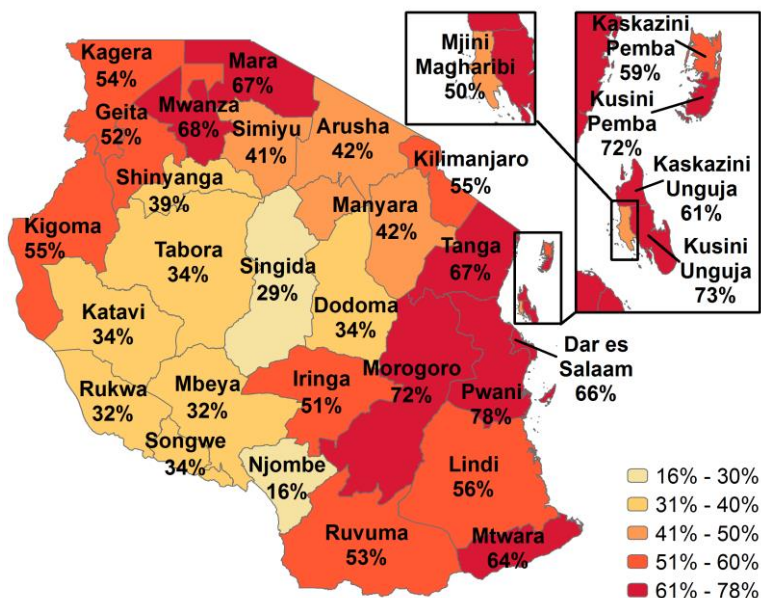 Kagera
54%
Mara
67%
Mwanza
68%
Geita
52%
Simiyu
41%
Arusha
42%
Kilimanjaro
55%
Shinyanga
39%
Kigoma
55%
Manyara
42%
Tabora
34%
Singida
29%
Tanga
67%
Katavi
34%
Dodoma
34%
Dar es
Salaam
66%
Rukwa
32%
Mbeya
32%
Iringa
51%
Morogoro
72%
Pwani
78%
Songwe
34%
Njombe
16%
Lindi
56%
Ruvuma
53%
Mtwara
64%
Mjini
Magharibi
50%
Kaskazini
Pemba
59%
Kusini
Pemba
72%
Kaskazini
Unguja
61%
Kusini
Unguja
73%
16% - 30%
31% - 40%
41% - 50%
51% - 60%
61% - 78%